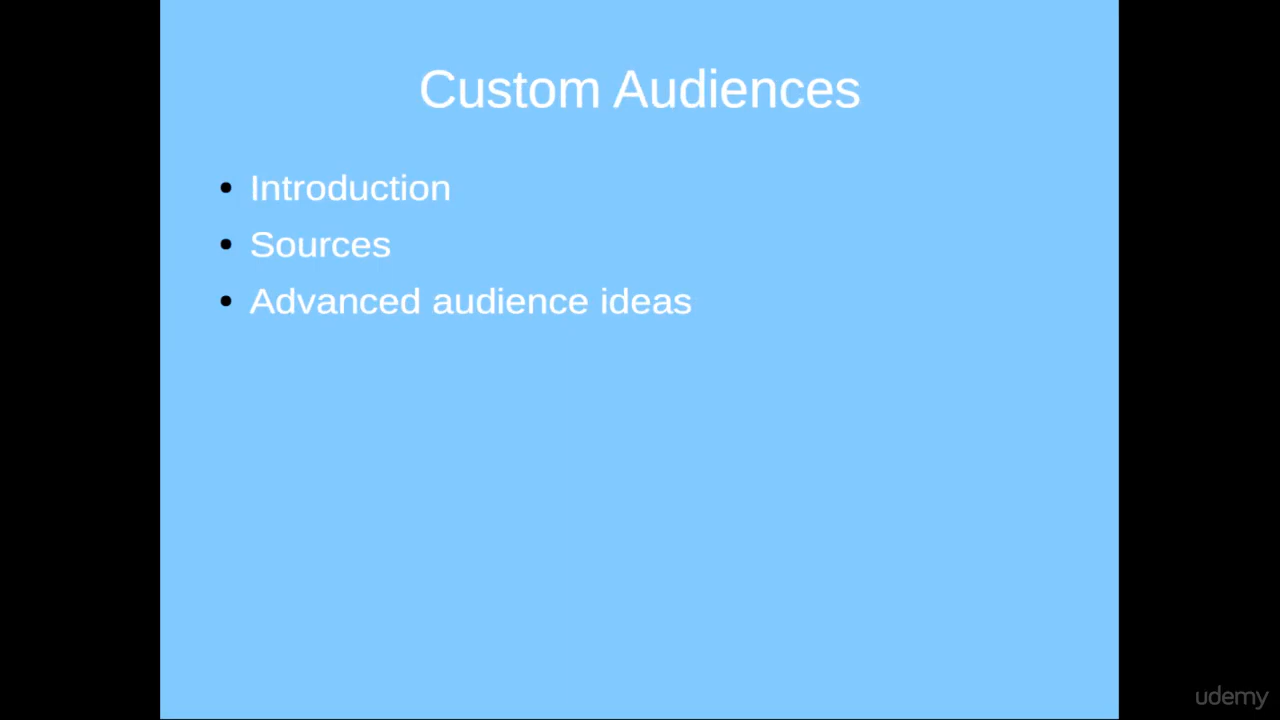 Custom Audiences
• Introduction
• Sources
• Advanced audience ideas
udemy